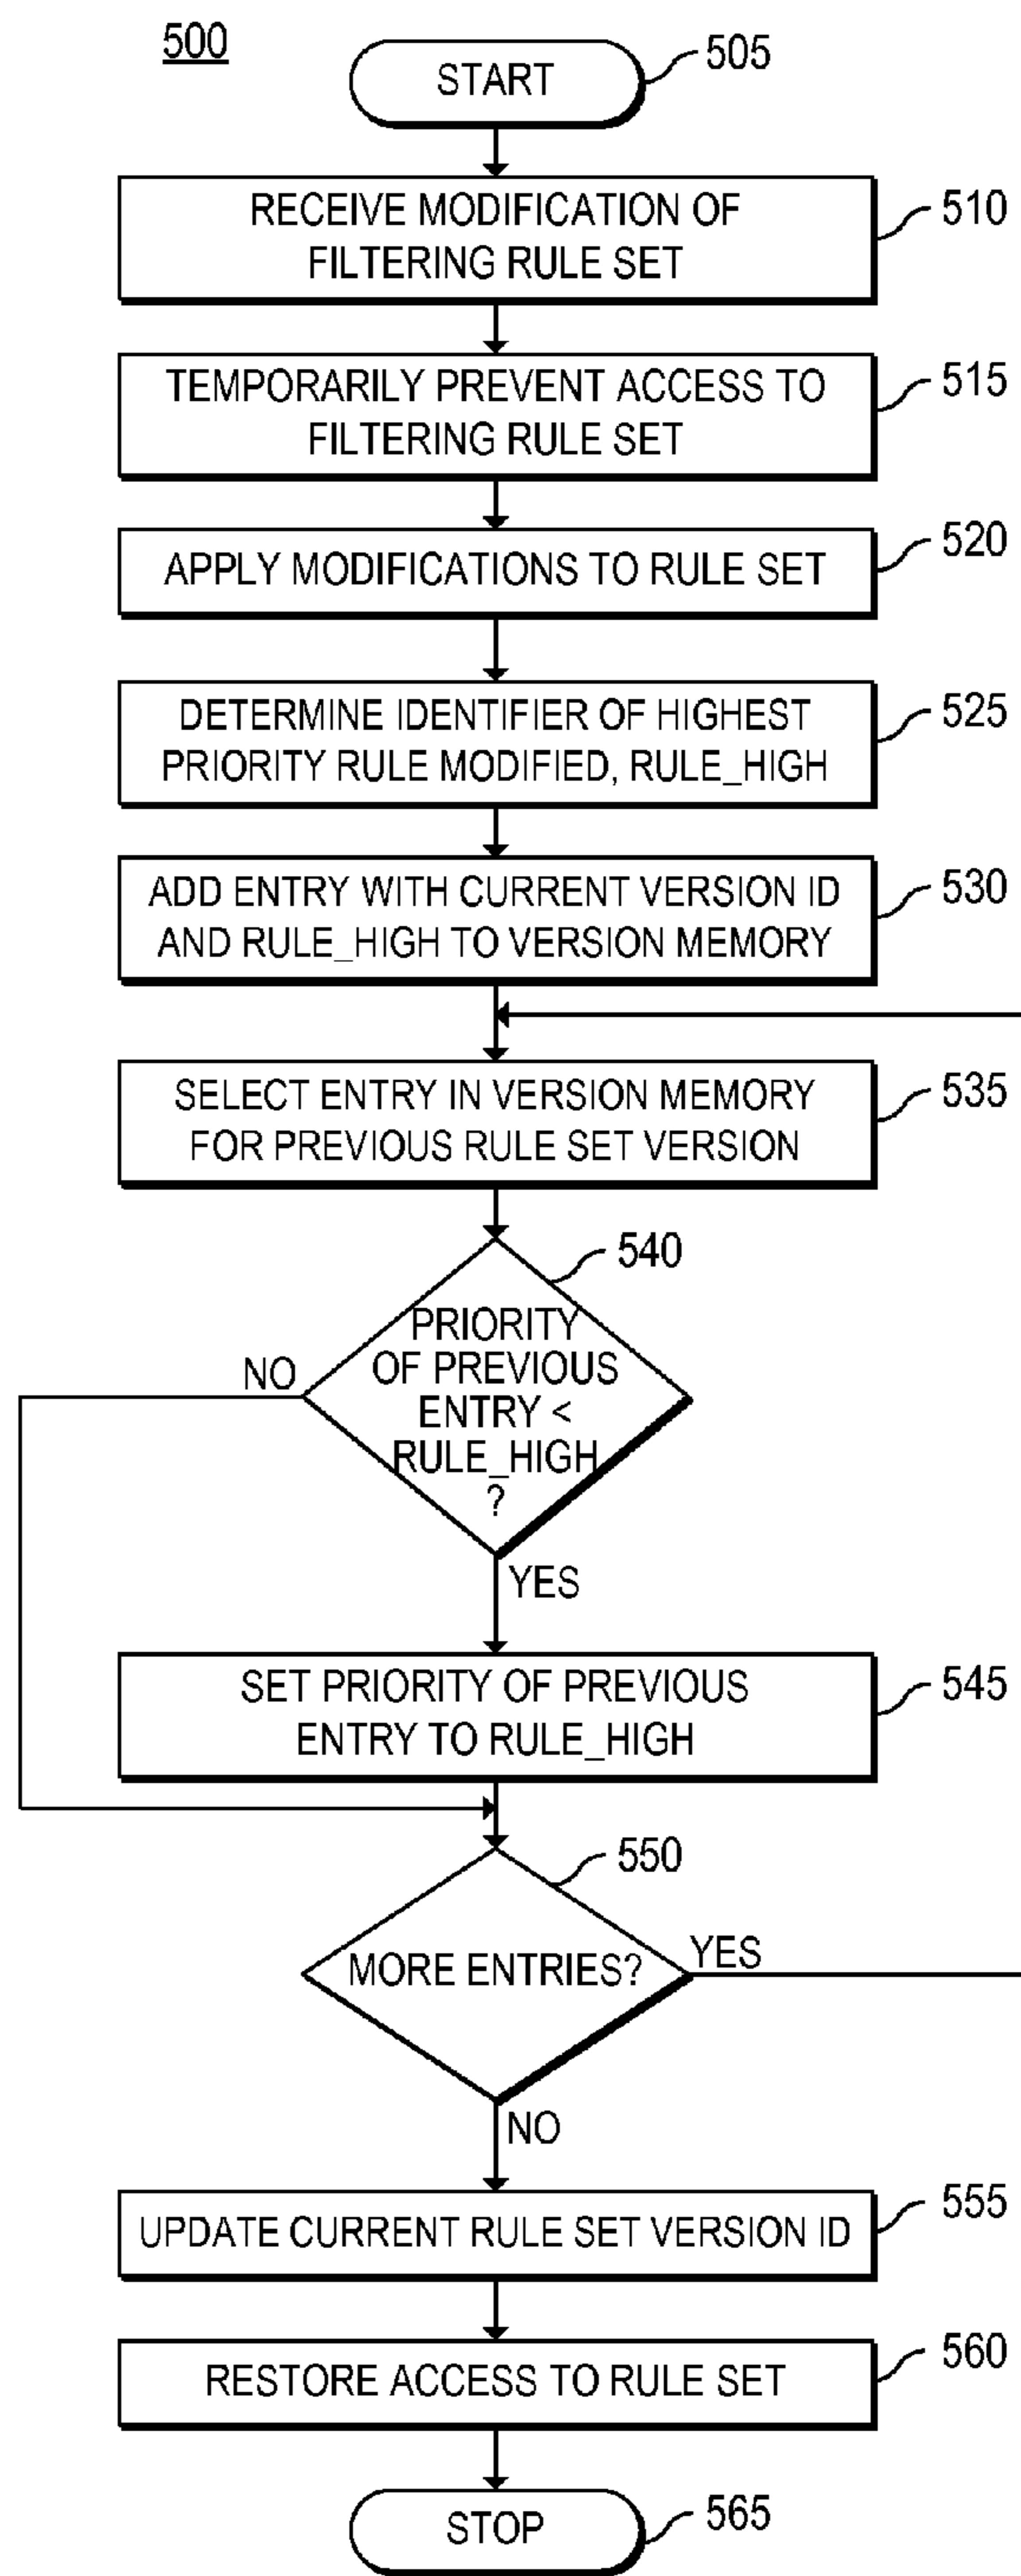 500
START
505
RECEIVE MODIFICATION OF
FILTERING RULE SET
510
TEMPORARILY PREVENT ACCESS TO
FILTERING RULE SET
515
APPLY MODIFICATIONS TO RULE SET
520
DETERMINE IDENTIFIER OF HIGHEST
PRIORITY RULE MODIFIED, RULE_HIGH
525
ADD ENTRY WITH CURRENT VERSION ID
AND RULE_HIGH TO VERSION MEMORY
530
SELECT ENTRY IN VERSION MEMORY
FOR PREVIOUS RULE SET VERSION
535
540
PRIORITY
OF PREVIOUS
ENTRY <
RULE_HIGH
?
NO
YES
SET PRIORITY OF PREVIOUS
ENTRY TO RULE_HIGH
545
550
MORE ENTRIES?
YES
NO
UPDATE CURRENT RULE SET VERSION ID
555
RESTORE ACCESS TO RULE SET
560
STOP
565